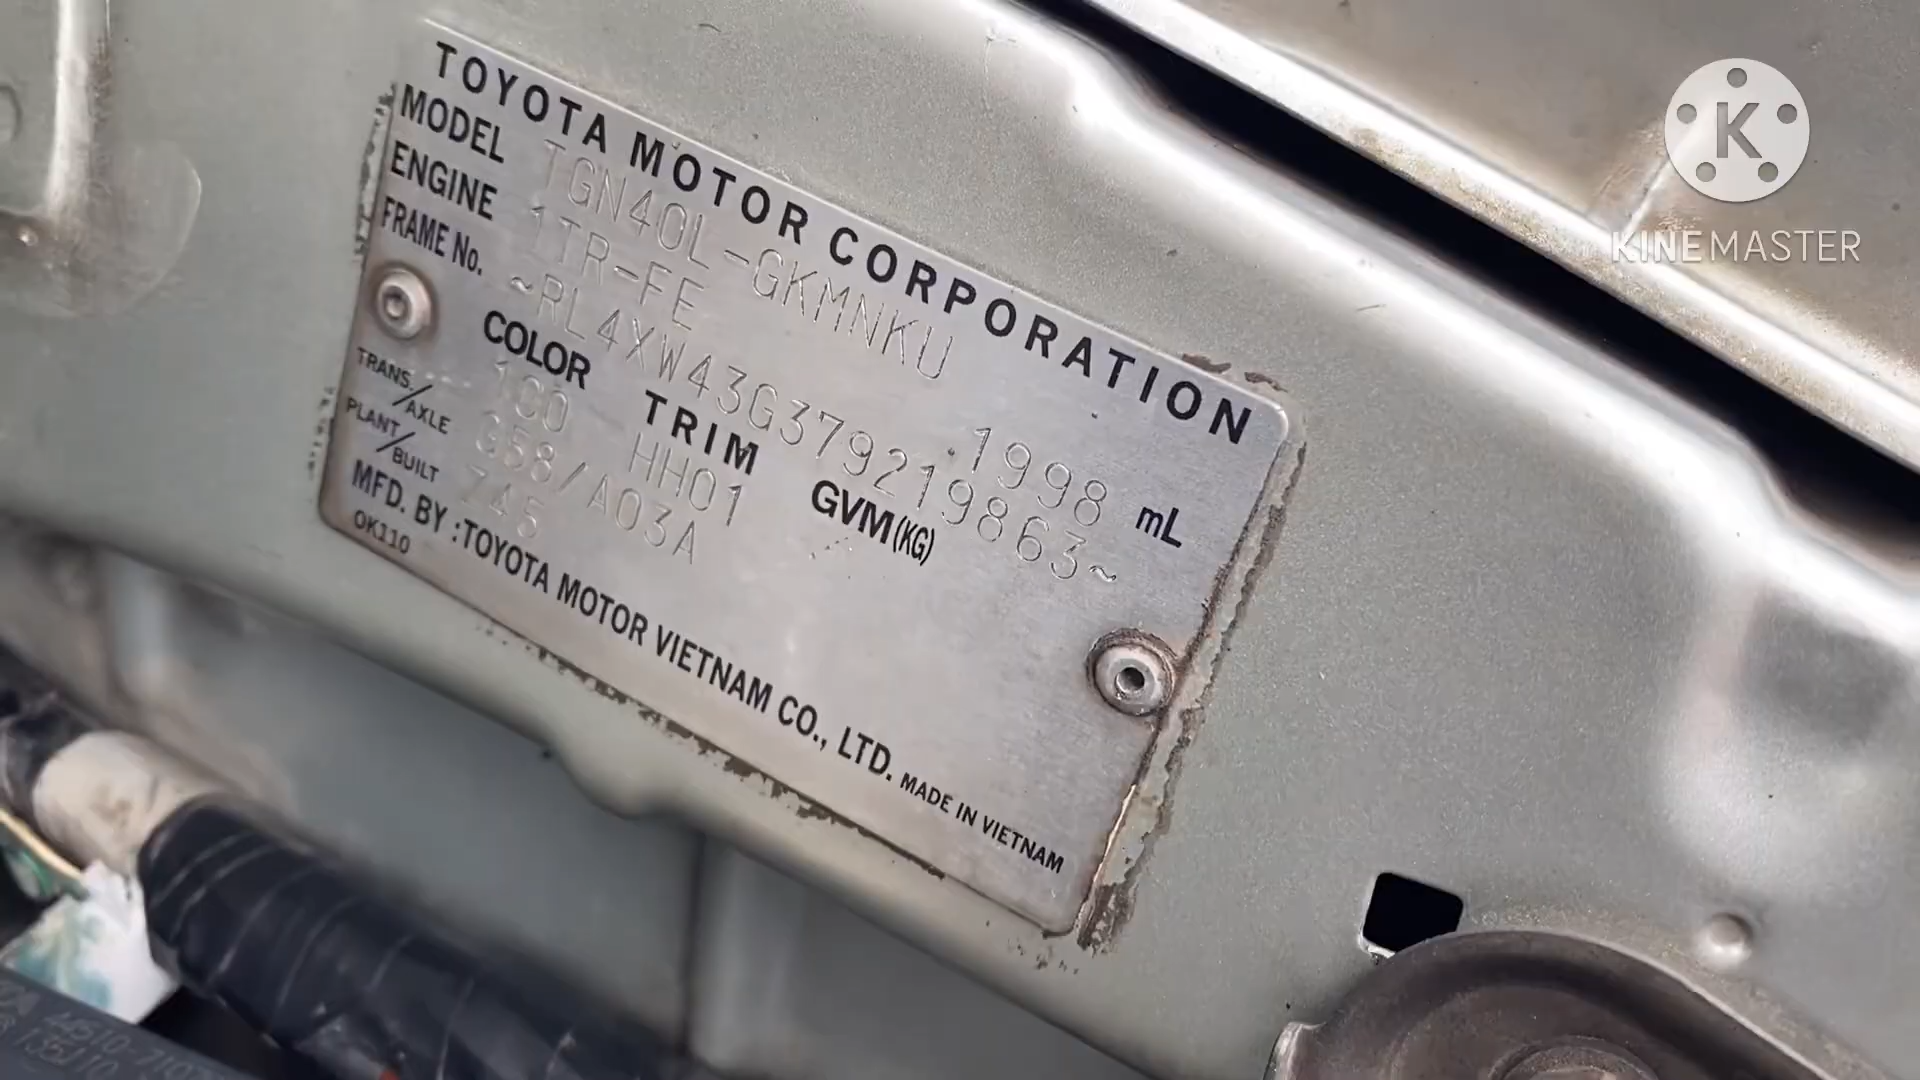 TOYOTA MOTOR CORPORATION
MODEL TGN40L-GKMNKU
ENGINE 1TR-FE 1998 mL
FRAME No. ~RL4XW43G379219863~
COLOR TRIM GVM(KG)
1C0 HH01
TRANS/AXLE G58/A03A
PLANT/BUILT Z45
MFD. BY : TOYOTA MOTOR VIETNAM CO., LTD. MADE IN VIETNAM
OK110
K
KINEMASTER